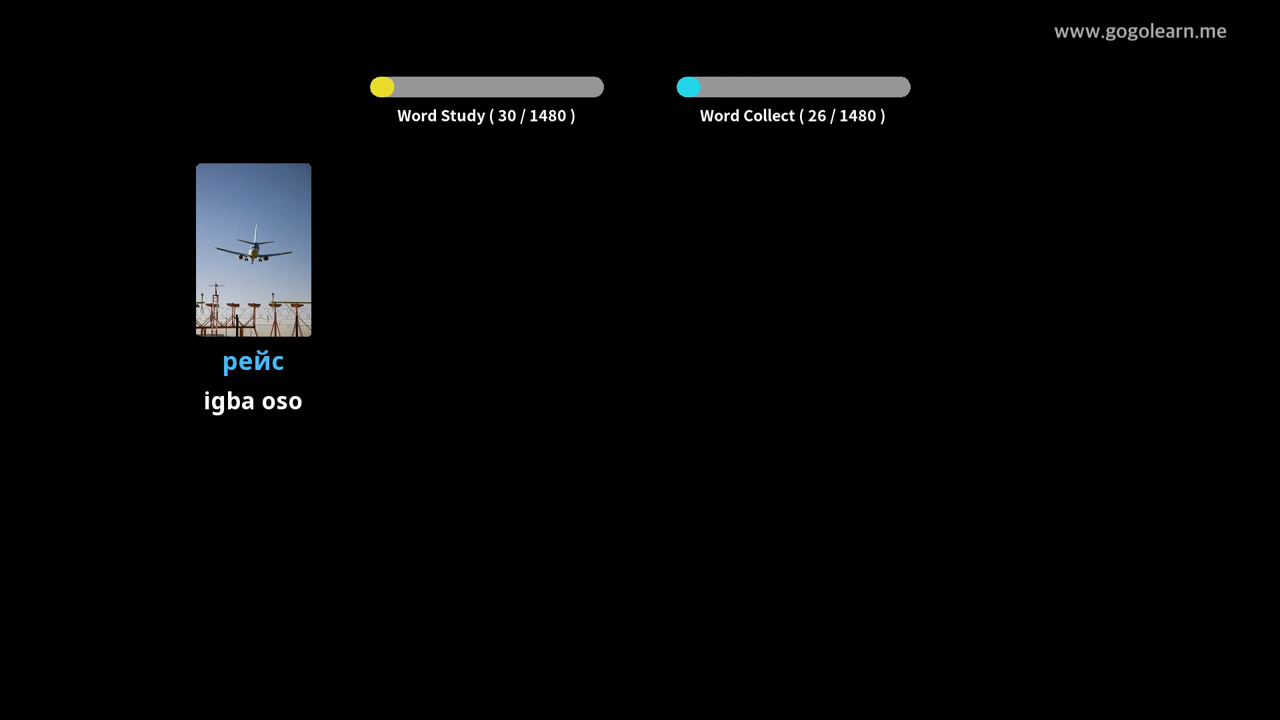 www.gogolearn.me
Word Study ( 30 / 1480 )
Word Collect ( 26 / 1480 )
рейс
igba oso